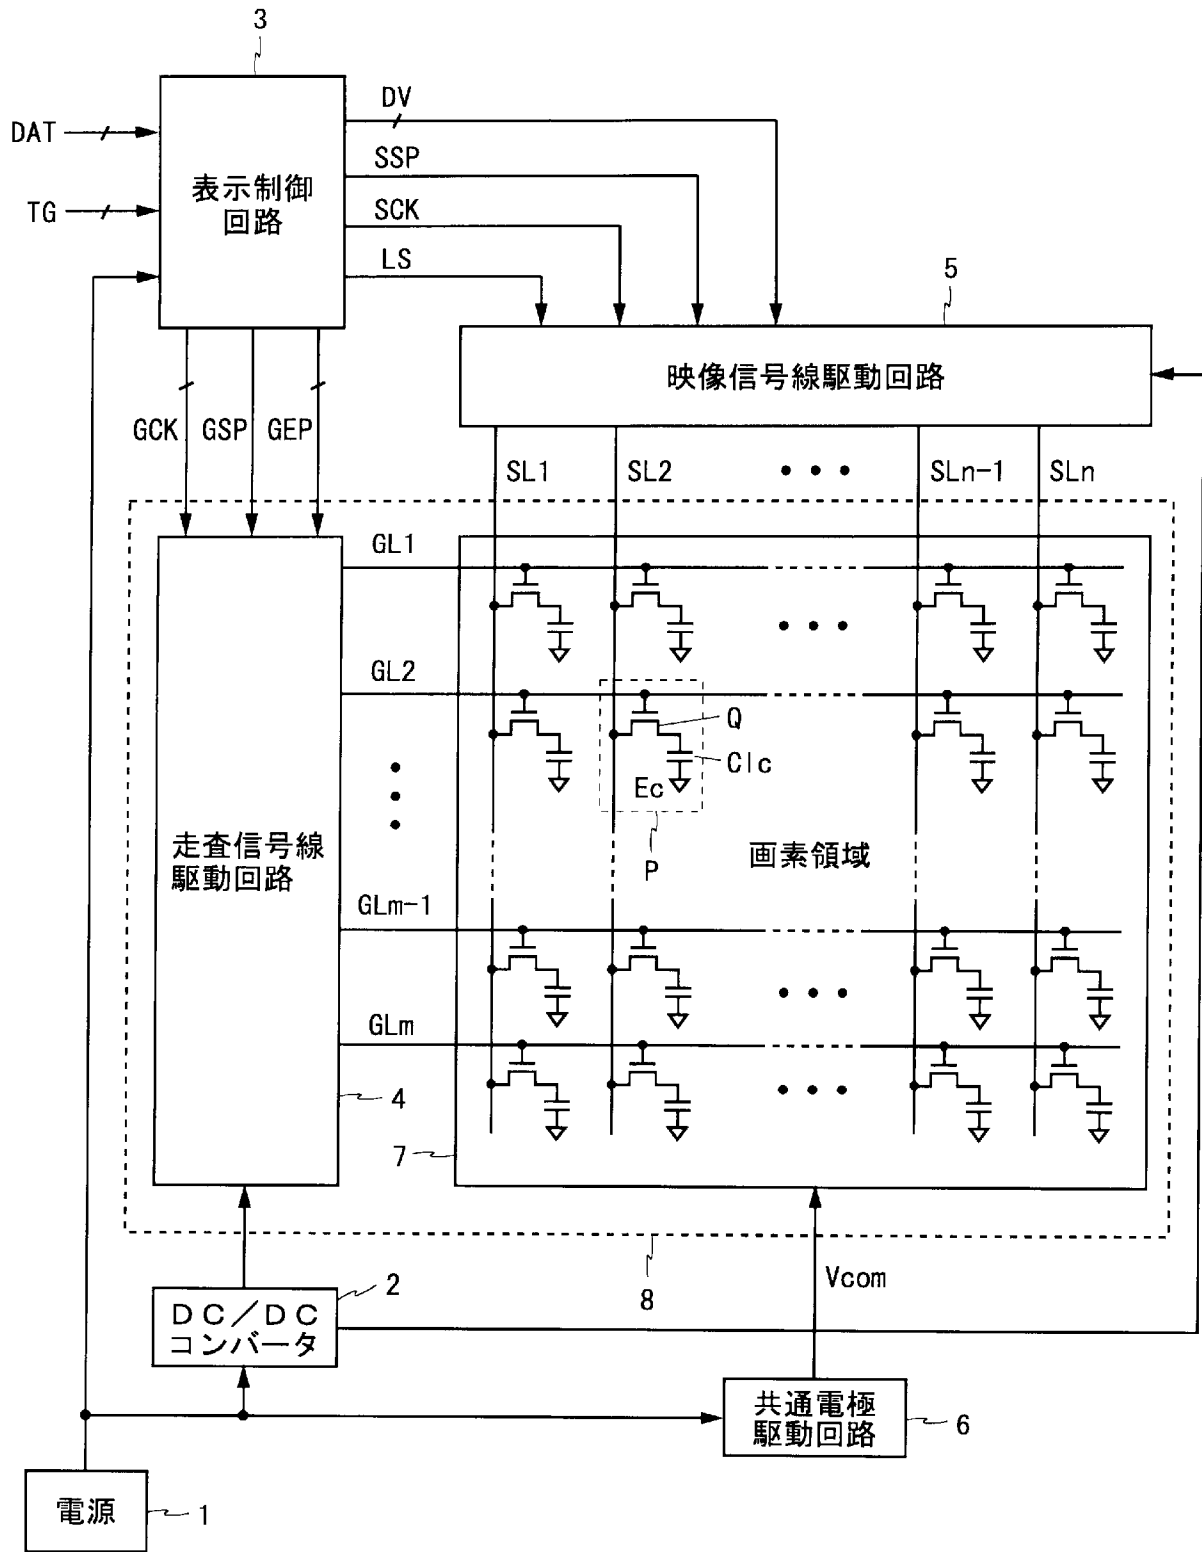 3
DAT
TG
表示制御
回路
DV
SSP
SCK
LS
5
映像信号線駆動回路
GCK
GSP
GEP
SL1
SL2
SLn-1
SLn
GL1
GL2
Q
Clc
Ec
P
画素領域
走査信号線
駆動回路
GLm-1
GLm
4
7
8
Vcom
2
DC/DC
コンバータ
共通電極
駆動回路
6
電源
1